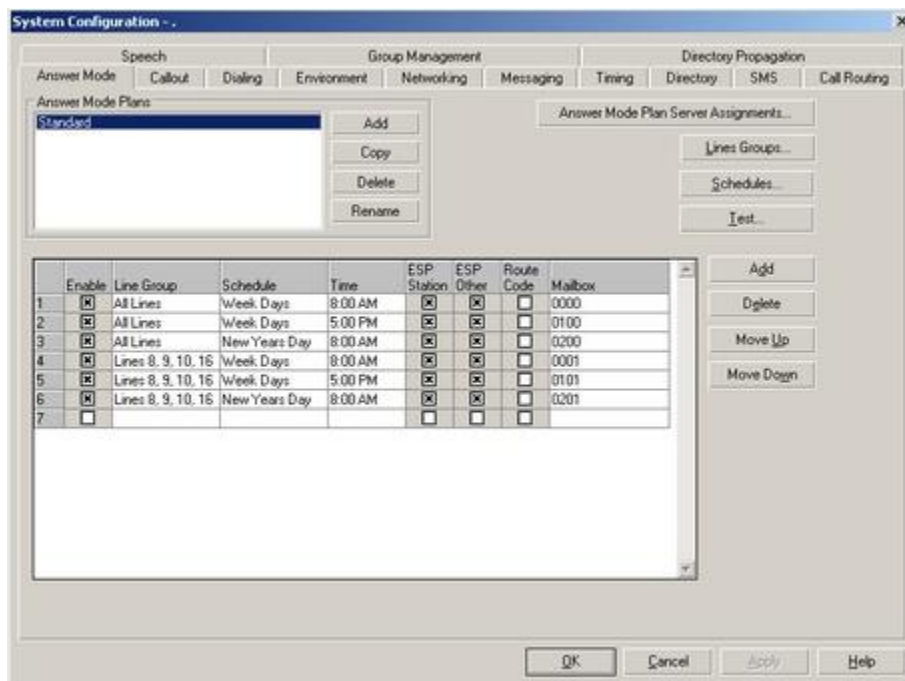 System Configuration - .
Speech Group Management Directory Propagation
Answer Mode Callout Dialing Environment Networking Messaging Timing Directory SMS Call Routing
Answer Mode Plans
Standard
Add
Copy
Delete
Rename
Answer Mode Plan Server Assignments...
Lines Groups...
Schedules...
Test...
Enable Line Group Schedule Time ESP Station ESP Other Route Code Mailbox
1 All Lines Week Days 8:00 AM 0000
2 All Lines Week Days 5:00 PM 0100
3 All Lines New Years Day 8:00 AM 0200
4 Lines 8, 9, 10, 16 Week Days 8:00 AM 0001
5 Lines 8, 9, 10, 16 Week Days 5:00 PM 0101
6 Lines 8, 9, 10, 16 New Years Day 8:00 AM 0201
7
Add
Delete
Move Up
Move Down
OK Cancel Apply Help